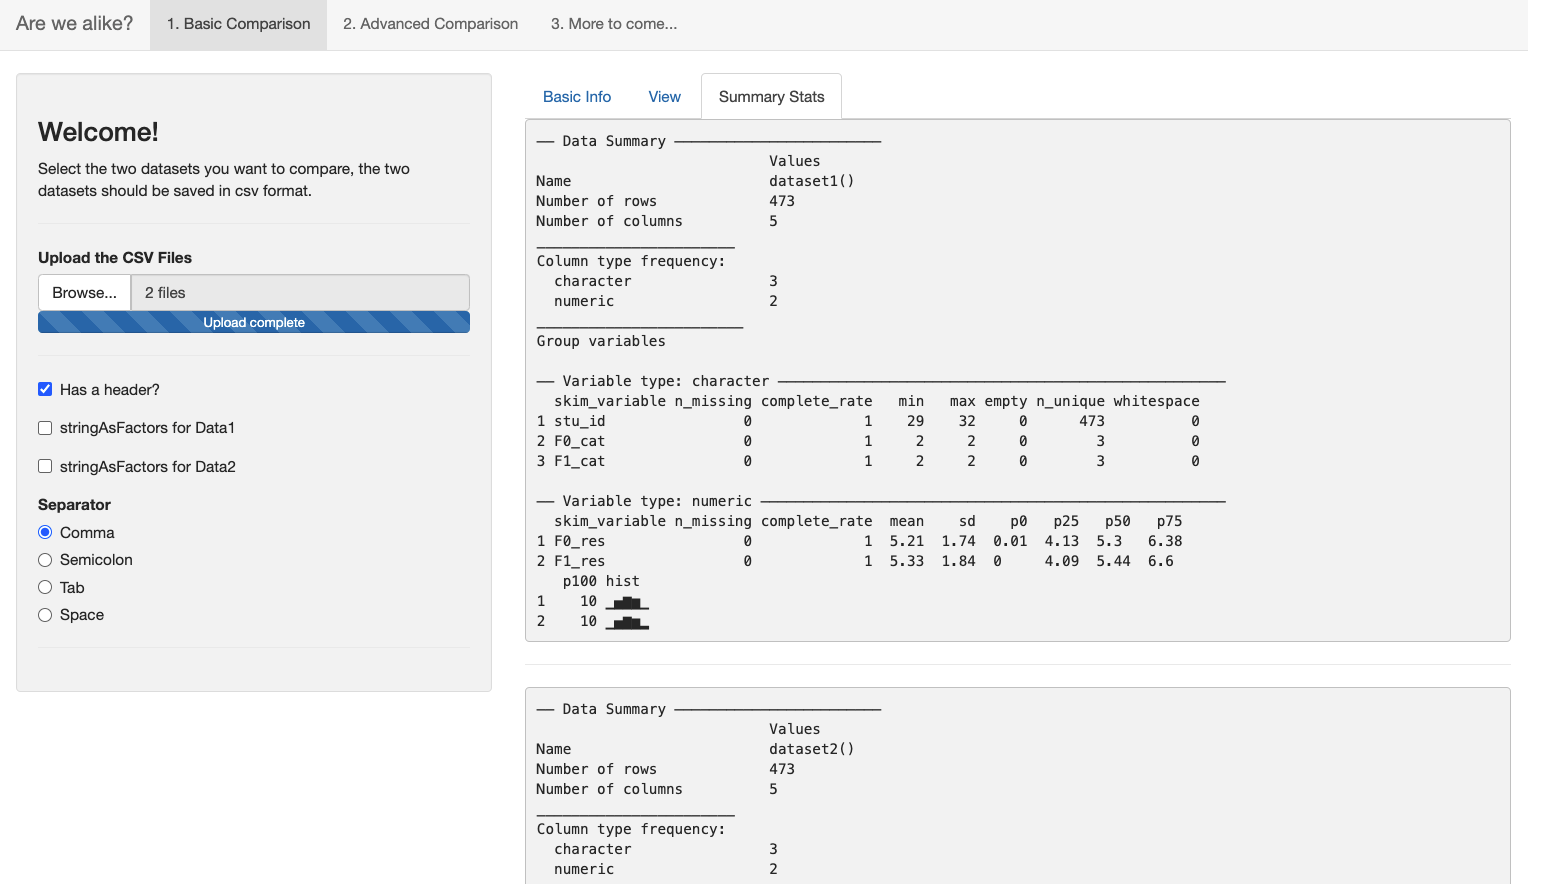 Are we alike? 1. Basic Comparison 2. Advanced Comparison 3. More to come...
Welcome!
Select the two datasets you want to compare, the two
datasets should be saved in csv format.
Upload the CSV Files
Browse... 2 files
Upload complete
Has a header?
stringAsFactors for Data1
stringAsFactors for Data2
Separator
Comma
Semicolon
Tab
Space
Basic Info View Summary Stats
── Data Summary ────────────────────────
Values
Name dataset1()
Number of rows 473
Number of columns 5
_______________________
Column type frequency:
character 3
numeric 2
________________________
Group variables
── Variable type: character ────────────────────────────────────────────────────
skim_variable n_missing complete_rate min max empty n_unique whitespace
1 stu_id 0 1 29 32 0 473 0
2 F0_cat 0 1 2 2 0 3 0
3 F1_cat 0 1 2 2 0 3 0
── Variable type: numeric ──────────────────────────────────────────────────────
skim_variable n_missing complete_rate mean sd p0 p25 p50 p75
1 F0_res 0 1 5.21 1.74 0.01 4.13 5.3 6.38
2 F1_res 0 1 5.33 1.84 0 4.09 5.44 6.6
p100 hist
1 10 ▁▅▇▆▁
2 10 ▁▅▇▆▂
── Data Summary ────────────────────────
Values
Name dataset2()
Number of rows 473
Number of columns 5
_______________________
Column type frequency:
character 3
numeric 2